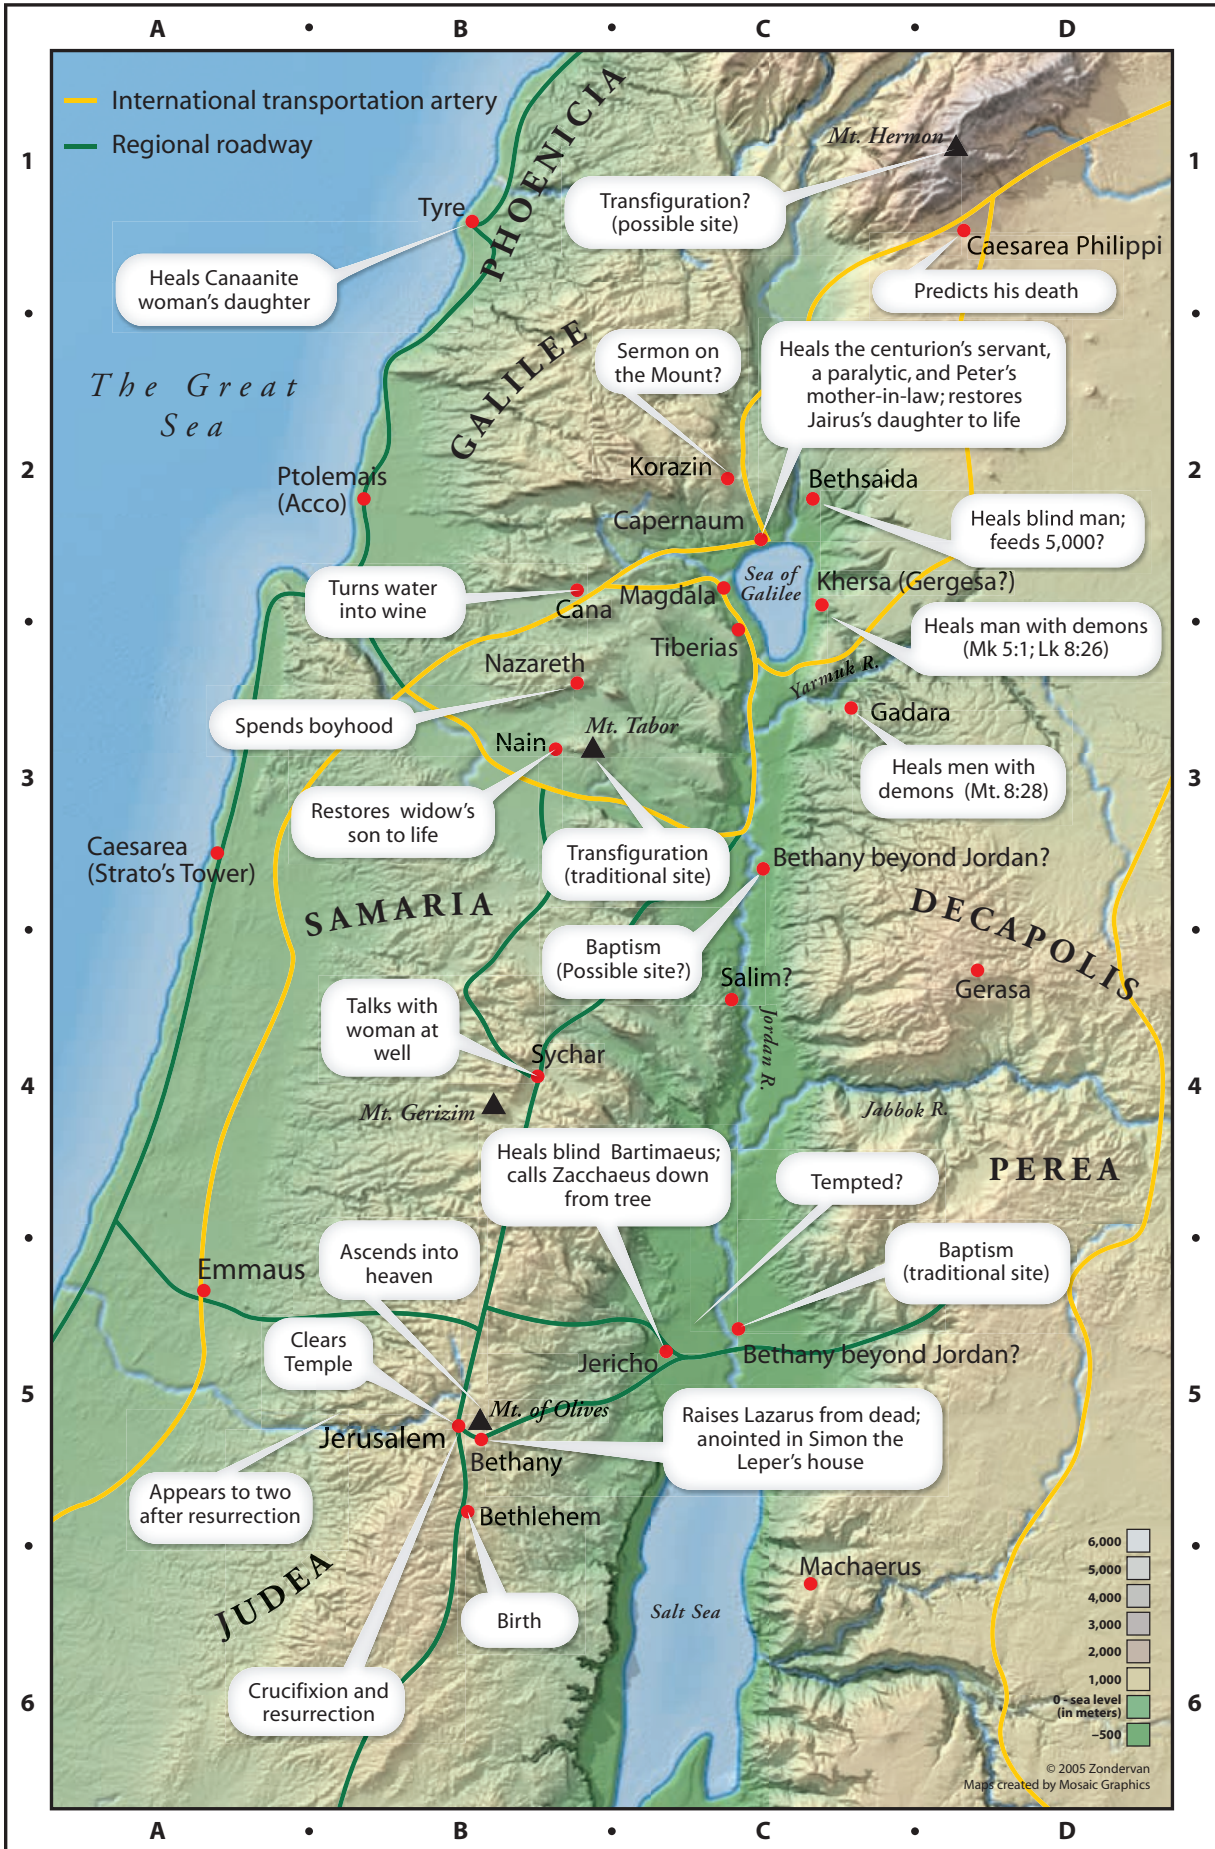 A • B • C • D
International transportation artery
Regional roadway
1
1
PHOENICIA
Mt. Hermon
Transfiguration?
(possible site)
Tyre
Caesarea Philippi
Heals Canaanite
woman's daughter
Predicts his death
•
•
The Great
Sea
GALILEE
Sermon on
the Mount?
Heals the centurion's servant,
a paralytic, and Peter's
mother-in-law; restores
Jairus's daughter to life
2
2
Korazin
Bethsaida
Ptolemais
(Acco)
Capernaum
Heals blind man;
feeds 5,000?
Turns water
into wine
Cana
Magdala
Sea of
Galilee
Khersa (Gergesa?)
•
•
Tiberias
Heals man with demons
(Mk 5:1; Lk 8:26)
Nazareth
Yarmuk R.
Spends boyhood
Gadara
Mt. Tabor
Nain
3
3
Heals men with
demons (Mt. 8:28)
Restores widow's
son to life
Caesarea
(Strato's Tower)
Transfiguration
(traditional site)
Bethany beyond Jordan?
SAMARIA
DECAPOLIS
•
•
Baptism
(Possible site?)
Salim?
Gerasa
Talks with
woman at
well
Jordan R.
Sychar
4
4
Mt. Gerizim
Jabbok R.
Heals blind Bartimaeus;
calls Zacchaeus down
from tree
Tempted?
PEREA
•
•
Ascends into
heaven
Baptism
(traditional site)
Emmaus
Clears
Temple
Jericho
Bethany beyond Jordan?
5
5
Mt. of Olives
Jerusalem
Bethany
Raises Lazarus from dead;
anointed in Simon the
Leper's house
Appears to two
after resurrection
Bethlehem
•
•
JUDEA
Machaerus
Birth
Salt Sea
Crucifixion and
resurrection
6
6
6,000
5,000
4,000
3,000
2,000
1,000
0 - sea level
(in meters)
–500
© 2005 Zondervan
Maps created by Mosaic Graphics
A • B • C • D